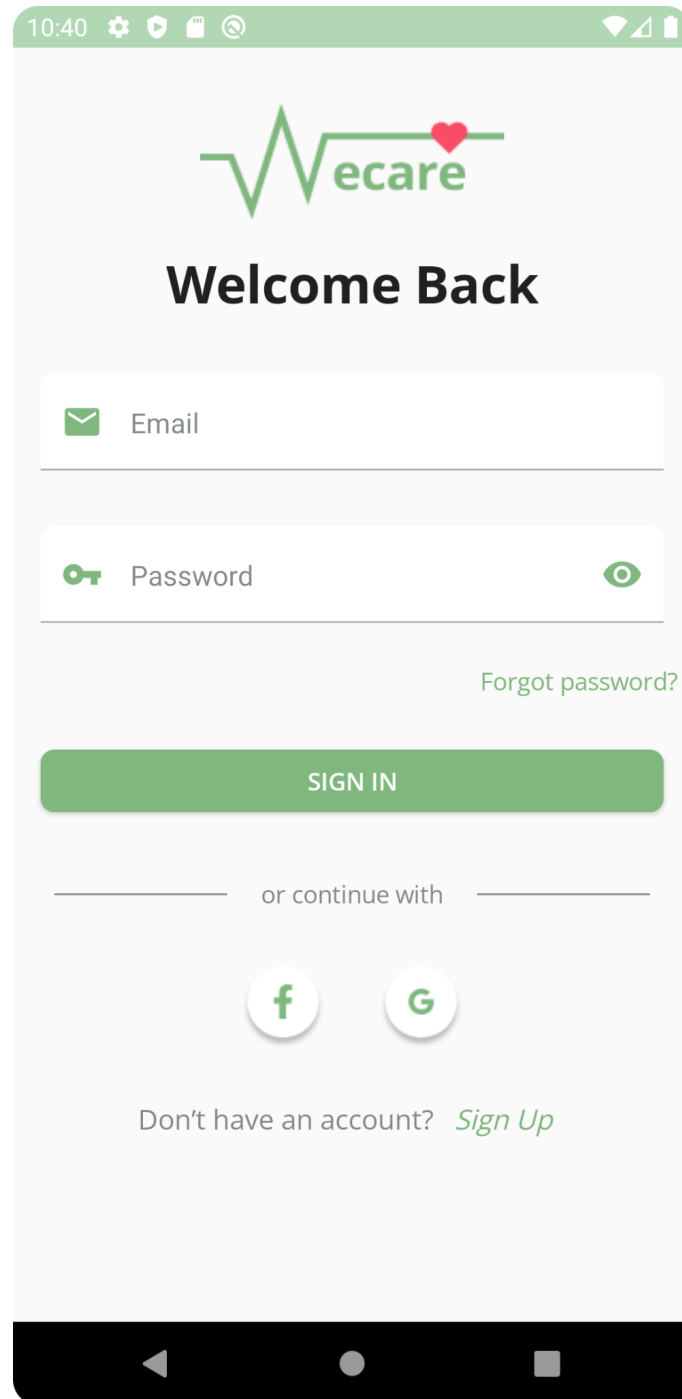 10:40
Wecare
Welcome Back
Email
Password
Forgot password?
SIGN IN
or continue with
f G
Don’t have an account? Sign Up